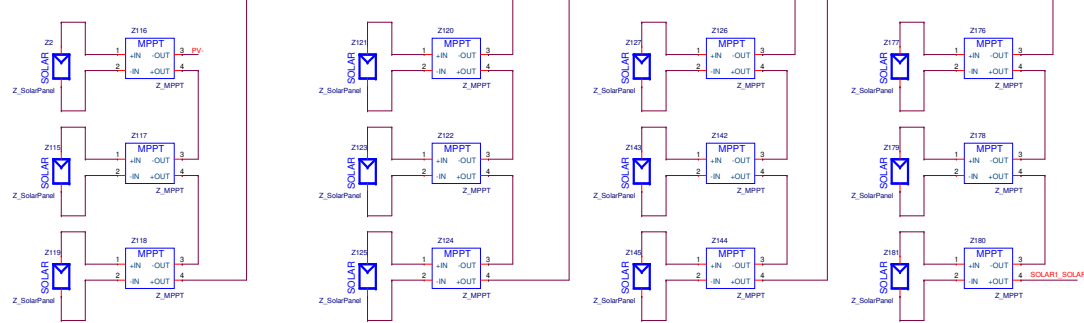 Z2
SOLAR
Z_SolarPanel
Z116
MPPT
1 +IN -OUT 3
2 -IN +OUT 4
Z_MPPT
PV-
Z115
SOLAR
Z_SolarPanel
Z117
MPPT
1 +IN -OUT 3
2 -IN +OUT 4
Z_MPPT
Z119
SOLAR
Z_SolarPanel
Z118
MPPT
1 +IN -OUT 3
2 -IN +OUT 4
Z_MPPT
Z121
SOLAR
Z_SolarPanel
Z120
MPPT
1 +IN -OUT 3
2 -IN +OUT 4
Z_MPPT
Z123
SOLAR
Z_SolarPanel
Z122
MPPT
1 +IN -OUT 3
2 -IN +OUT 4
Z_MPPT
Z125
SOLAR
Z_SolarPanel
Z124
MPPT
1 +IN -OUT 3
2 -IN +OUT 4
Z_MPPT
Z127
SOLAR
Z_SolarPanel
Z126
MPPT
1 +IN -OUT 3
2 -IN +OUT 4
Z_MPPT
Z143
SOLAR
Z_SolarPanel
Z142
MPPT
1 +IN -OUT 3
2 -IN +OUT 4
Z_MPPT
Z145
SOLAR
Z_SolarPanel
Z144
MPPT
1 +IN -OUT 3
2 -IN +OUT 4
Z_MPPT
Z177
SOLAR
Z_SolarPanel
Z176
MPPT
1 +IN -OUT 3
2 -IN +OUT 4
Z_MPPT
Z179
SOLAR
Z_SolarPanel
Z178
MPPT
1 +IN -OUT 3
2 -IN +OUT 4
Z_MPPT
Z181
SOLAR
Z_SolarPanel
Z180
MPPT
1 +IN -OUT 3
2 -IN +OUT 4
Z_MPPT
SOLAR1_SOLAR